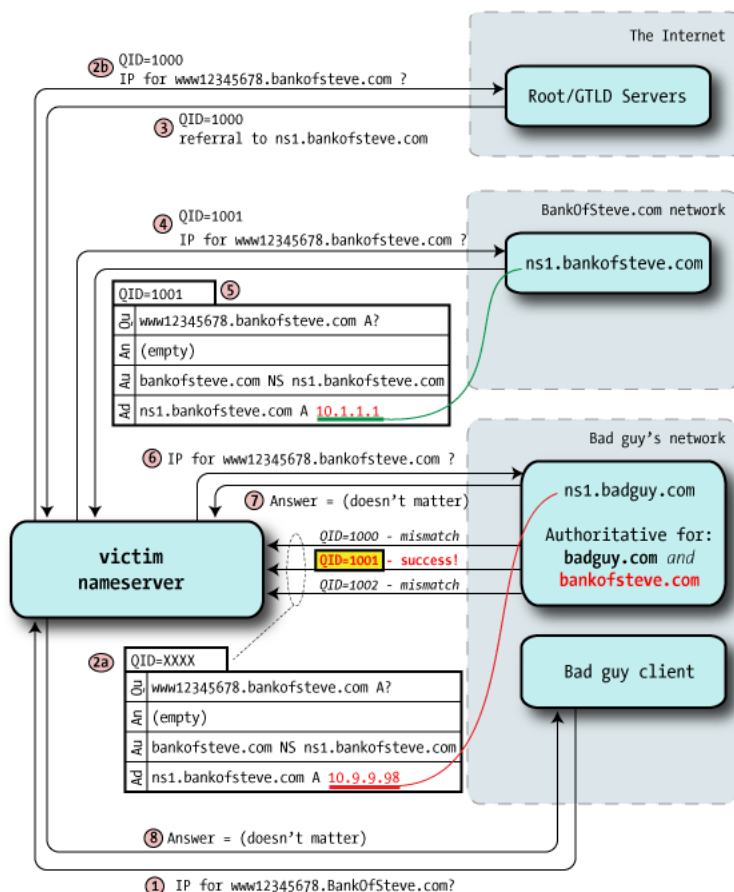 The Internet
2b QID=1000
IP for www12345678.bankofsteve.com ?
Root/GTLD Servers
3 QID=1000
referral to ns1.bankofsteve.com
BankOfSteve.com network
4 QID=1001
IP for www12345678.bankofsteve.com ?
ns1.bankofsteve.com
QID=1001 5
Qu www12345678.bankofsteve.com A?
An (empty)
Au bankofsteve.com NS ns1.bankofsteve.com
Ad ns1.bankofsteve.com A 10.1.1.1
Bad guy's network
6 IP for www12345678.bankofsteve.com ?
7 Answer = (doesn't matter)
ns1.badguy.com
Authoritative for:
badguy.com and
bankofsteve.com
victim
nameserver
QID=1000 - mismatch
QID=1001 - success!
QID=1002 - mismatch
2a QID=XXXX
Qu www12345678.bankofsteve.com A?
An (empty)
Au bankofsteve.com NS ns1.bankofsteve.com
Ad ns1.bankofsteve.com A 10.9.9.98
Bad guy client
8 Answer = (doesn't matter)
1 IP for www12345678.BankOfSteve.com?